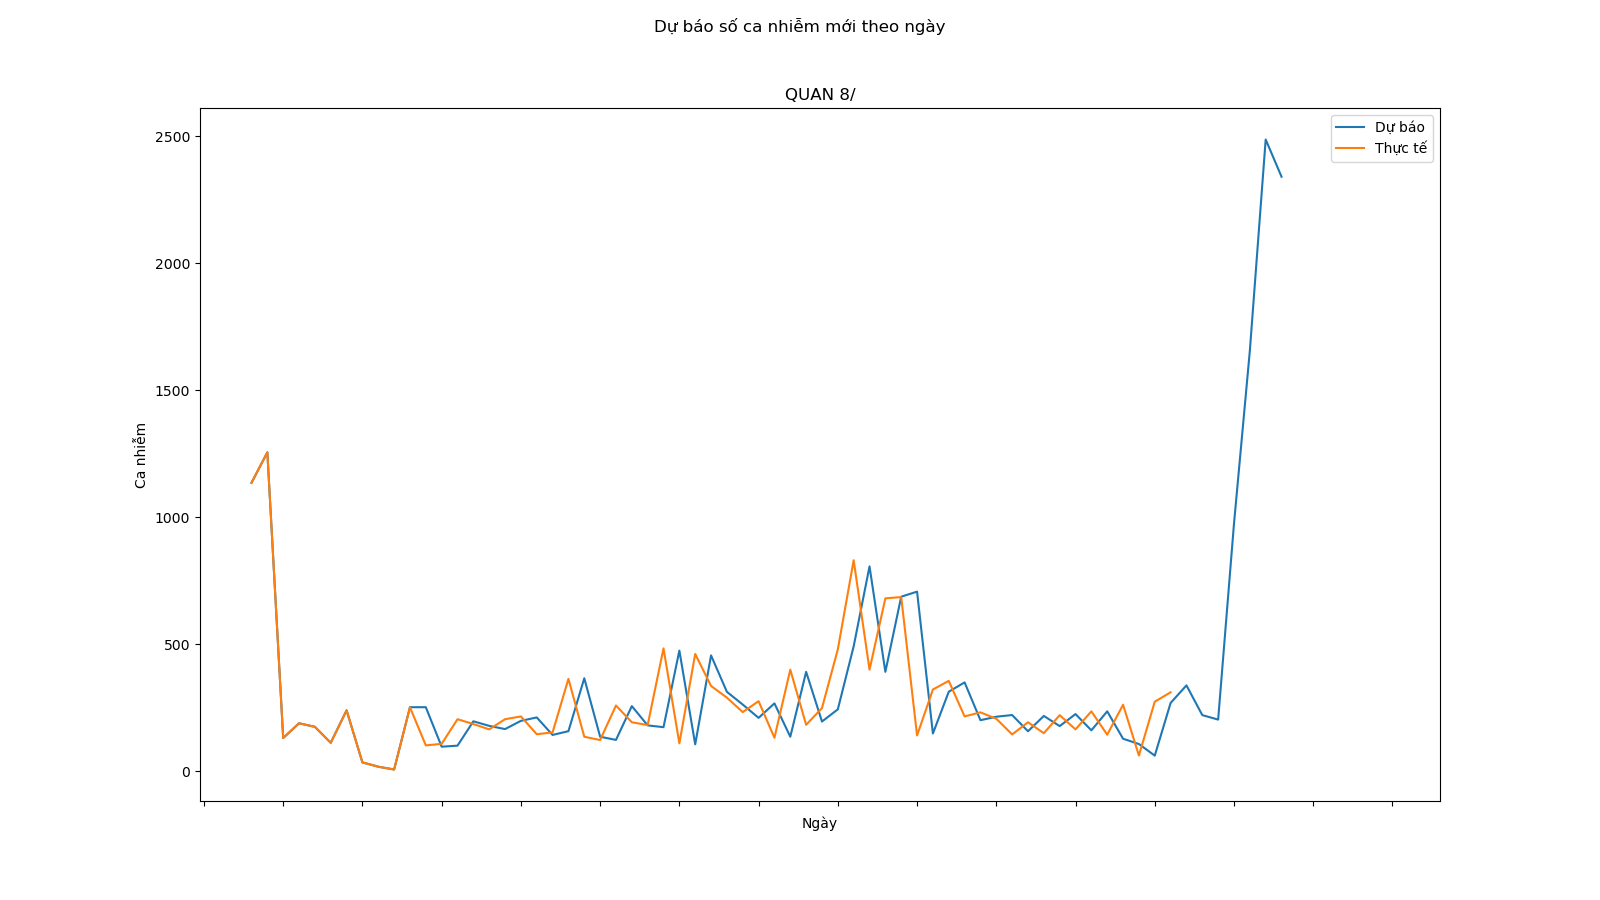 Dự báo số ca nhiễm mới theo ngày
QUAN 8/
Dự báo
Thực tế
2500
2000
1500
1000
500
0
Ca nhiễm
Ngày